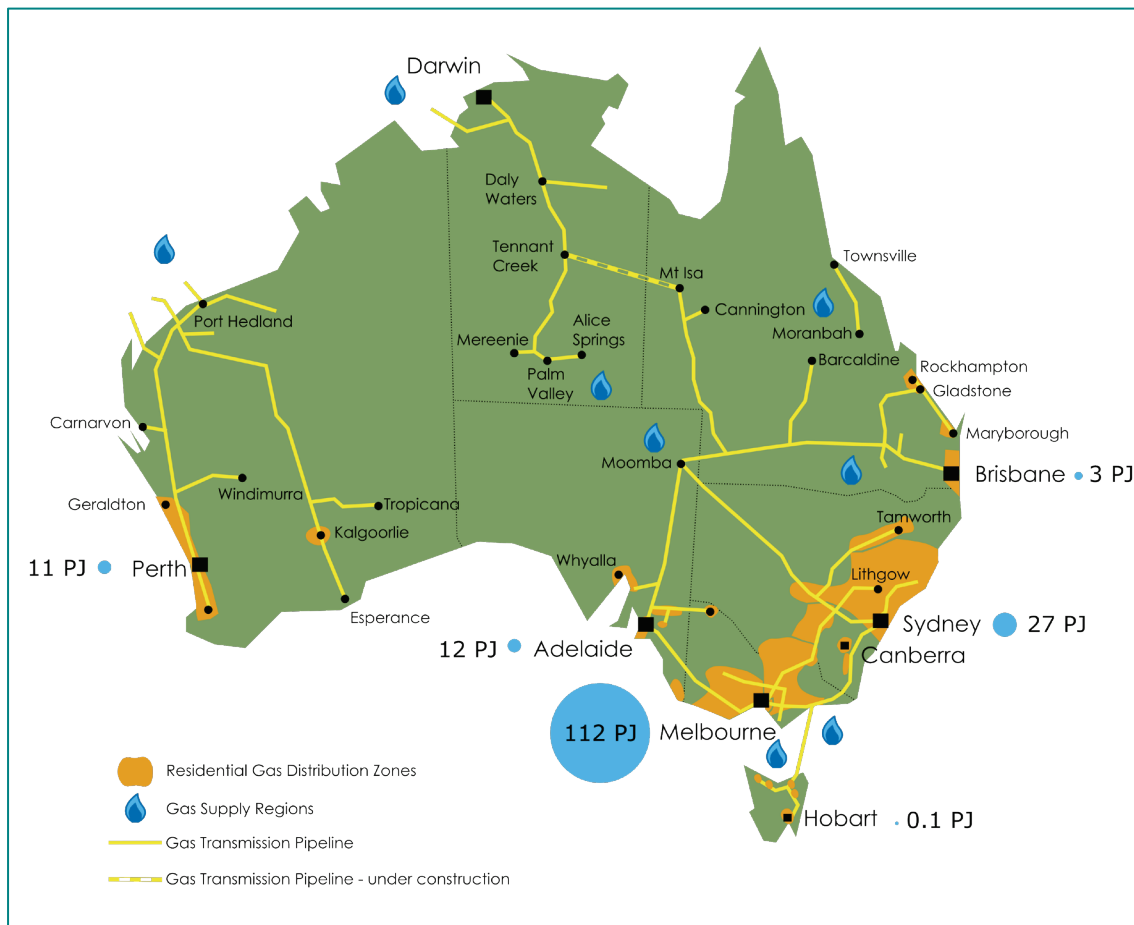 Darwin
Daly
Waters
Tennant
Creek
Mt Isa
Townsville
Cannington
Port Hedland
Moranbah
Mereenie
Alice
Springs
Palm
Valley
Barcaldine
Rockhampton
Gladstone
Carnarvon
Maryborough
Moomba
Brisbane
3 PJ
Windimurra
Geraldton
Tropicana
Tamworth
Kalgoorlie
Whyalla
11 PJ
Perth
Lithgow
Esperance
Sydney
27 PJ
12 PJ
Adelaide
Canberra
112 PJ
Melbourne
Residential Gas Distribution Zones
Gas Supply Regions
Hobart
0.1 PJ
Gas Transmission Pipeline
Gas Transmission Pipeline - under construction